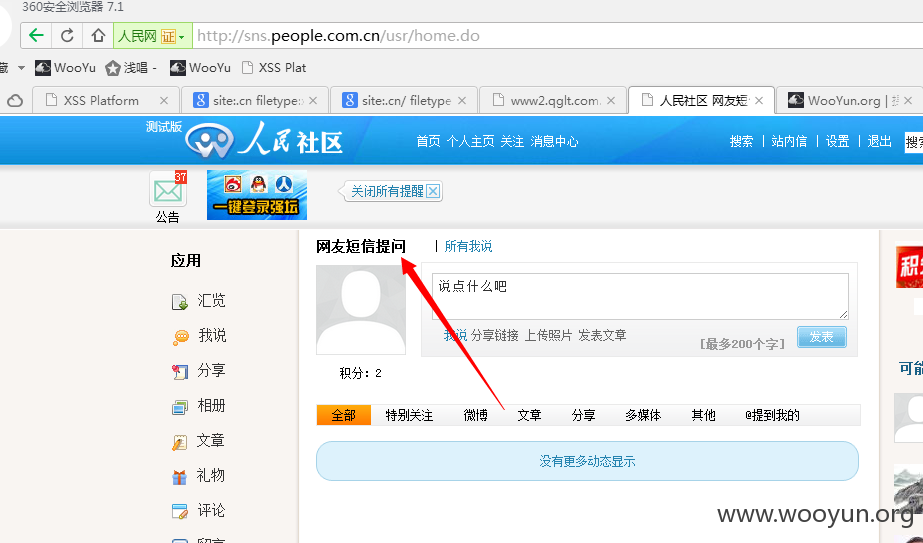 360安全浏览器 7.1
人民网 证 http://sns.people.com.cn/usr/home.do
藏 WooYu 浅唱 - WooYu XSS Plat
XSS Platform site:.cn filetype: site:.cn/ filetype www2.qglt.com. 人民社区 网友短 WooYun.org |
测试版 人民社区 首页 个人主页 关注 消息中心 搜索 站内信 设置 退出
37
公告 一键登录强坛 关闭所有提醒
应用
汇览
我说
分享
相册
文章
礼物
评论
网友短信提问 | 所有我说
说点什么吧
我说 分享链接 上传照片 发表文章 [最多200个字] 发表
积分：2
全部 特别关注 微博 文章 分享 多媒体 其他 @提到我的
没有更多动态显示
积分
可能
www.wooyun.org